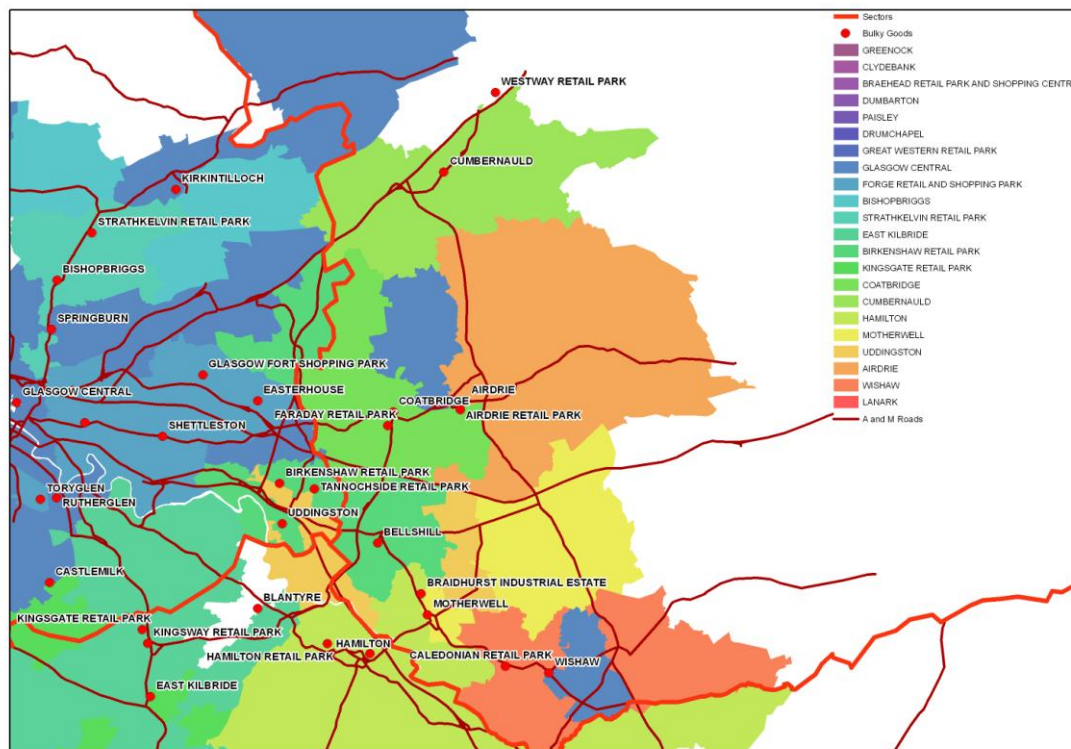 Sectors
Bulky Goods
GREENOCK
CLYDEBANK
BRAEHEAD RETAIL PARK AND SHOPPING CENTR
DUMBARTON
PAISLEY
DRUMCHAPEL
GREAT WESTERN RETAIL PARK
GLASGOW CENTRAL
FORGE RETAIL AND SHOPPING PARK
BISHOPBRIGGS
STRATHKELVIN RETAIL PARK
EAST KILBRIDE
BIRKENSHAW RETAIL PARK
KINGSGATE RETAIL PARK
COATBRIDGE
CUMBERNAULD
HAMILTON
MOTHERWELL
UDDINGSTON
AIRDRIE
WISHAW
LANARK
A and M Roads
WESTWAY RETAIL PARK
CUMBERNAULD
KIRKINTILLOCH
STRATHKELVIN RETAIL PARK
BISHOPBRIGGS
SPRINGBURN
GLASGOW FORT SHOPPING PARK
GLASGOW CENTRAL
EASTERHOUSE
AIRDRIE
COATBRIDGE
FARADAY RETAIL PARK
AIRDRIE RETAIL PARK
SHETTLESTON
BIRKENSHAW RETAIL PARK
TANNOCHSIDE RETAIL PARK
TORYGLEN
RUTHERGLEN
UDDINGSTON
BELLSHILL
CASTLEMILK
BRAIDHURST INDUSTRIAL ESTATE
BLANTYRE
MOTHERWELL
KINGSGATE RETAIL PARK
KINGSWAY RETAIL PARK
HAMILTON
HAMILTON RETAIL PARK
CALEDONIAN RETAIL PARK
WISHAW
EAST KILBRIDE